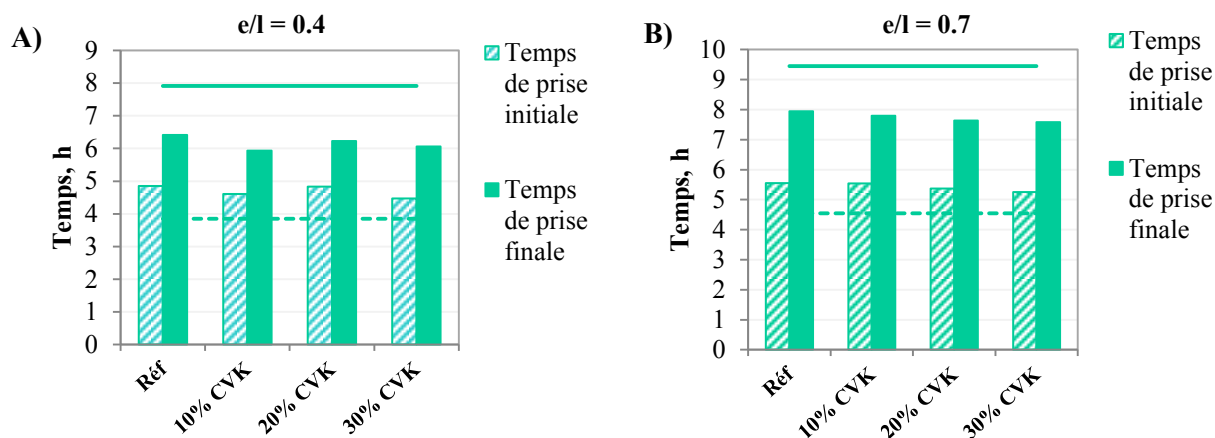 A)
e/l = 0.4
Temps, h
9
8
7
6
5
4
3
2
1
0
Réf
10% CVK
20% CVK
30% CVK
Temps
de prise
initiale
Temps
de prise
finale
B)
e/l = 0.7
Temps, h
10
9
8
7
6
5
4
3
2
1
0
Réf
10% CVK
20% CVK
30% CVK
Temps
de prise
initiale
Temps
de prise
finale